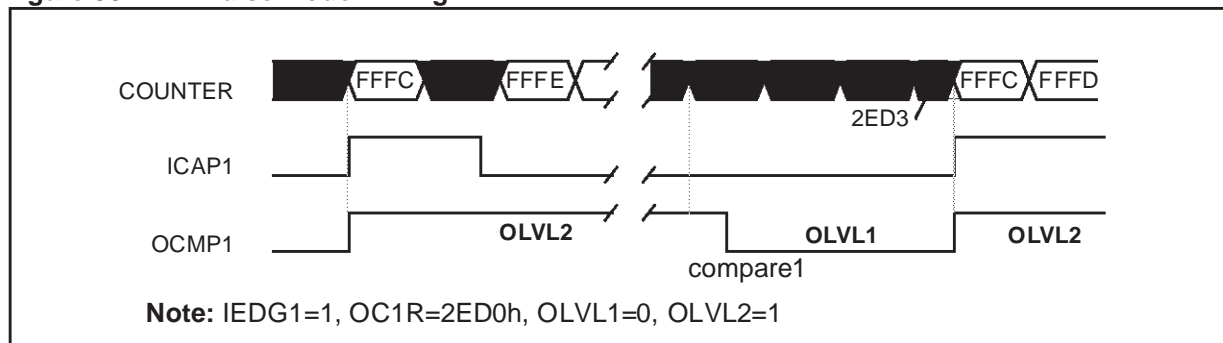 COUNTER FFFC FFFE FFFC FFFD
2ED3
ICAP1
OCMP1 OLVL2 OLVL1 OLVL2
compare1
Note: IEDG1=1, OC1R=2ED0h, OLVL1=0, OLVL2=1